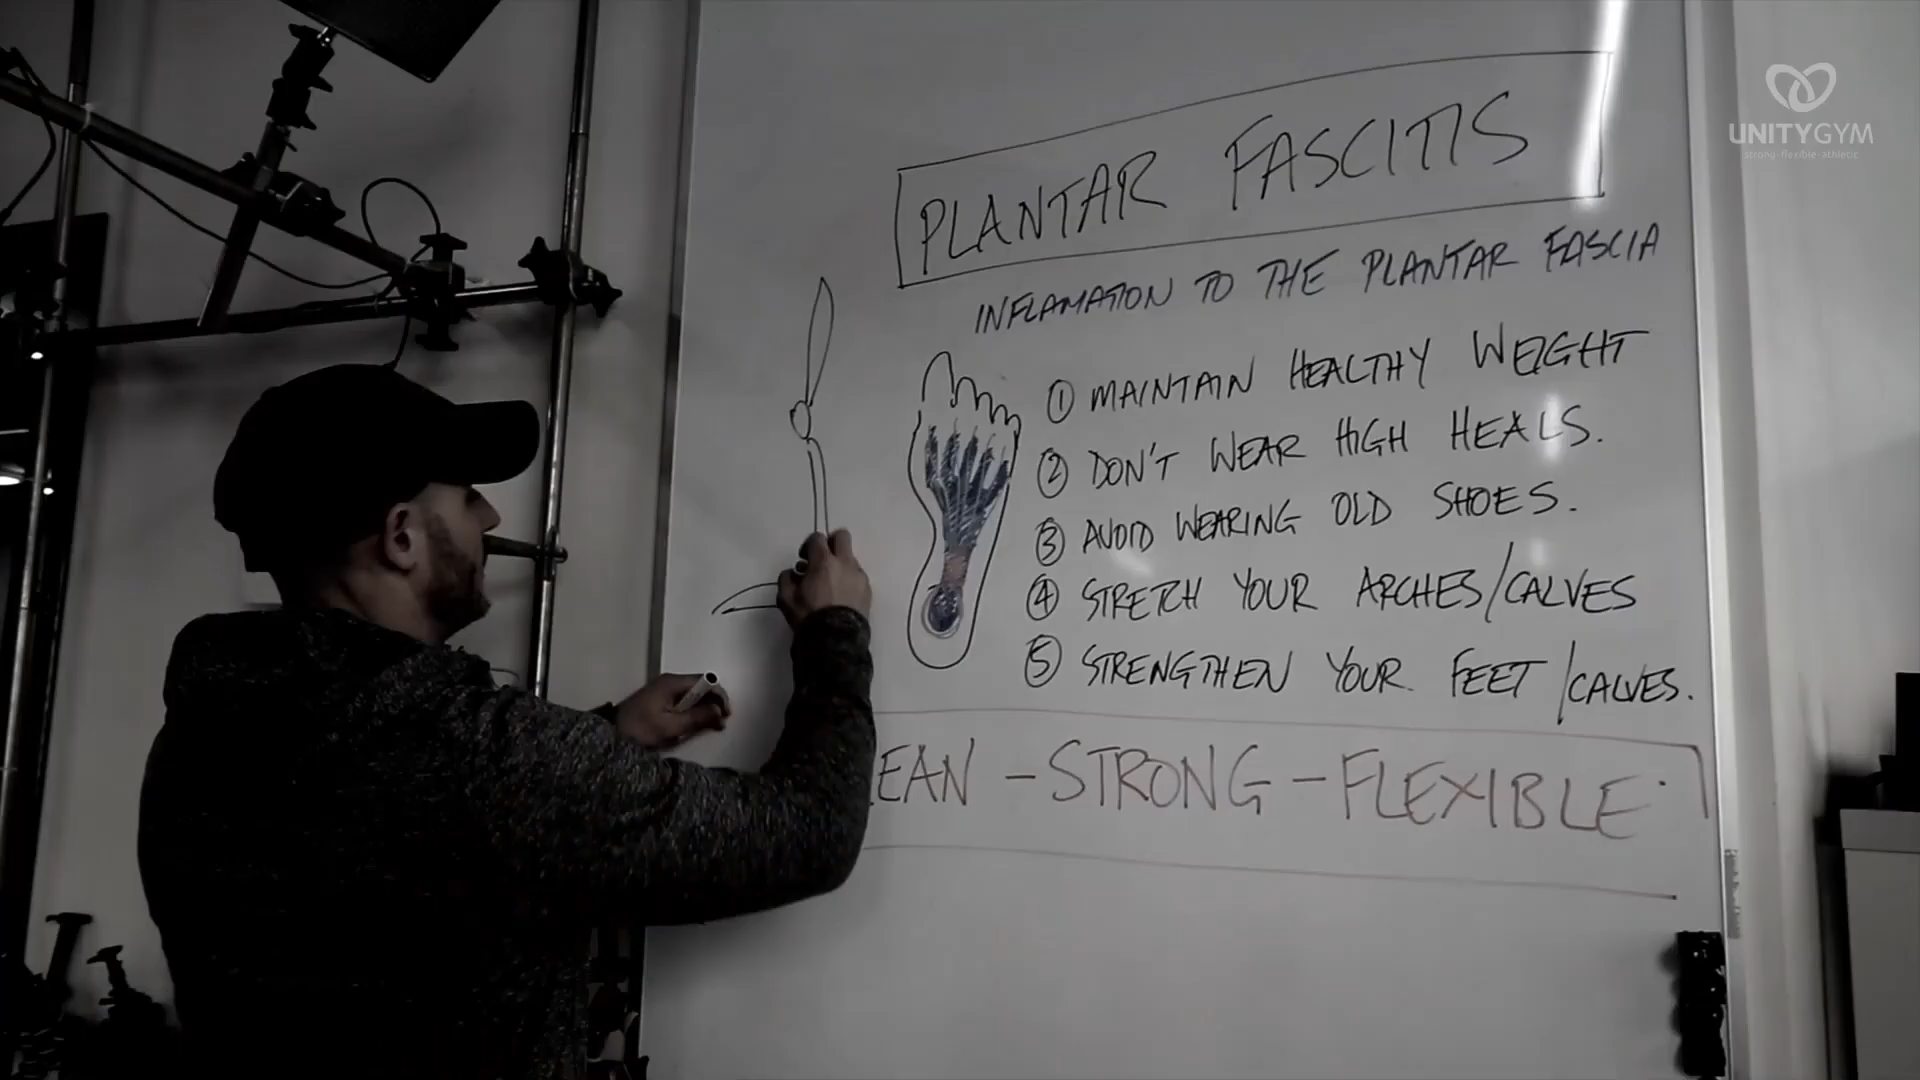 UNITYGYM
strong-flexible-athletic
PLANTAR FASCITIS
INFLAMATION TO THE PLANTAR FASCIA
① MAINTAIN HEALTHY WEIGHT
② DON'T WEAR HIGH HEALS.
③ AVOID WEARING OLD SHOES.
④ STRETCH YOUR ARCHES/CALVES
⑤ STRENGTHEN YOUR FEET/CALVES.
EAN - STRONG - FLEXIBLE.